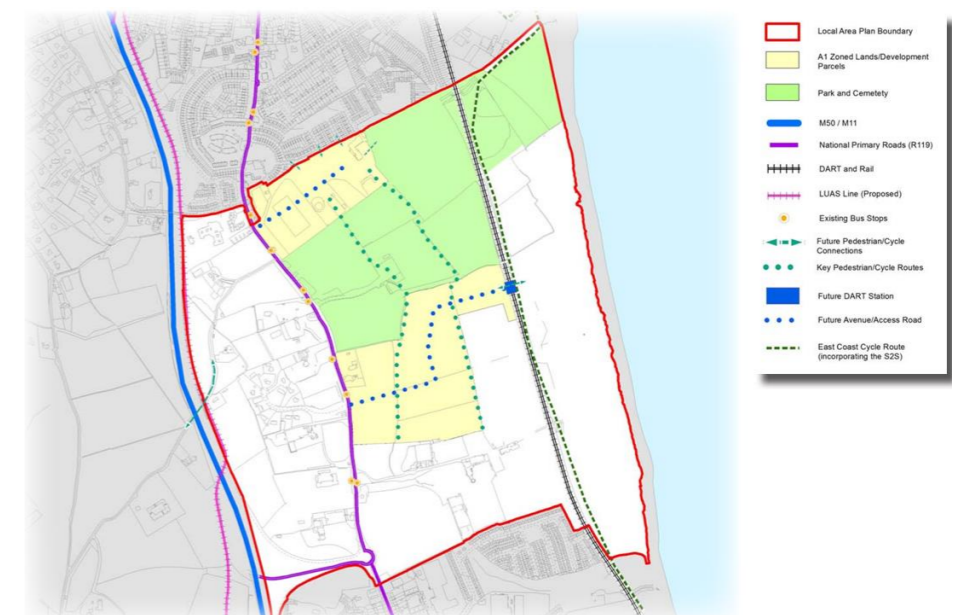 Local Area Plan Boundary
A1 Zoned Lands/Development
Parcels
Park and Cemetety
M50 / M11
National Primary Roads (R119)
DART and Rail
LUAS Line (Proposed)
Existing Bus Stops
Future Pedestrian/Cycle
Connections
Key Pedestrian/Cycle Routes
Future DART Station
Future Avenue/Access Road
East Coast Cycle Route
(incorporating the S2S)